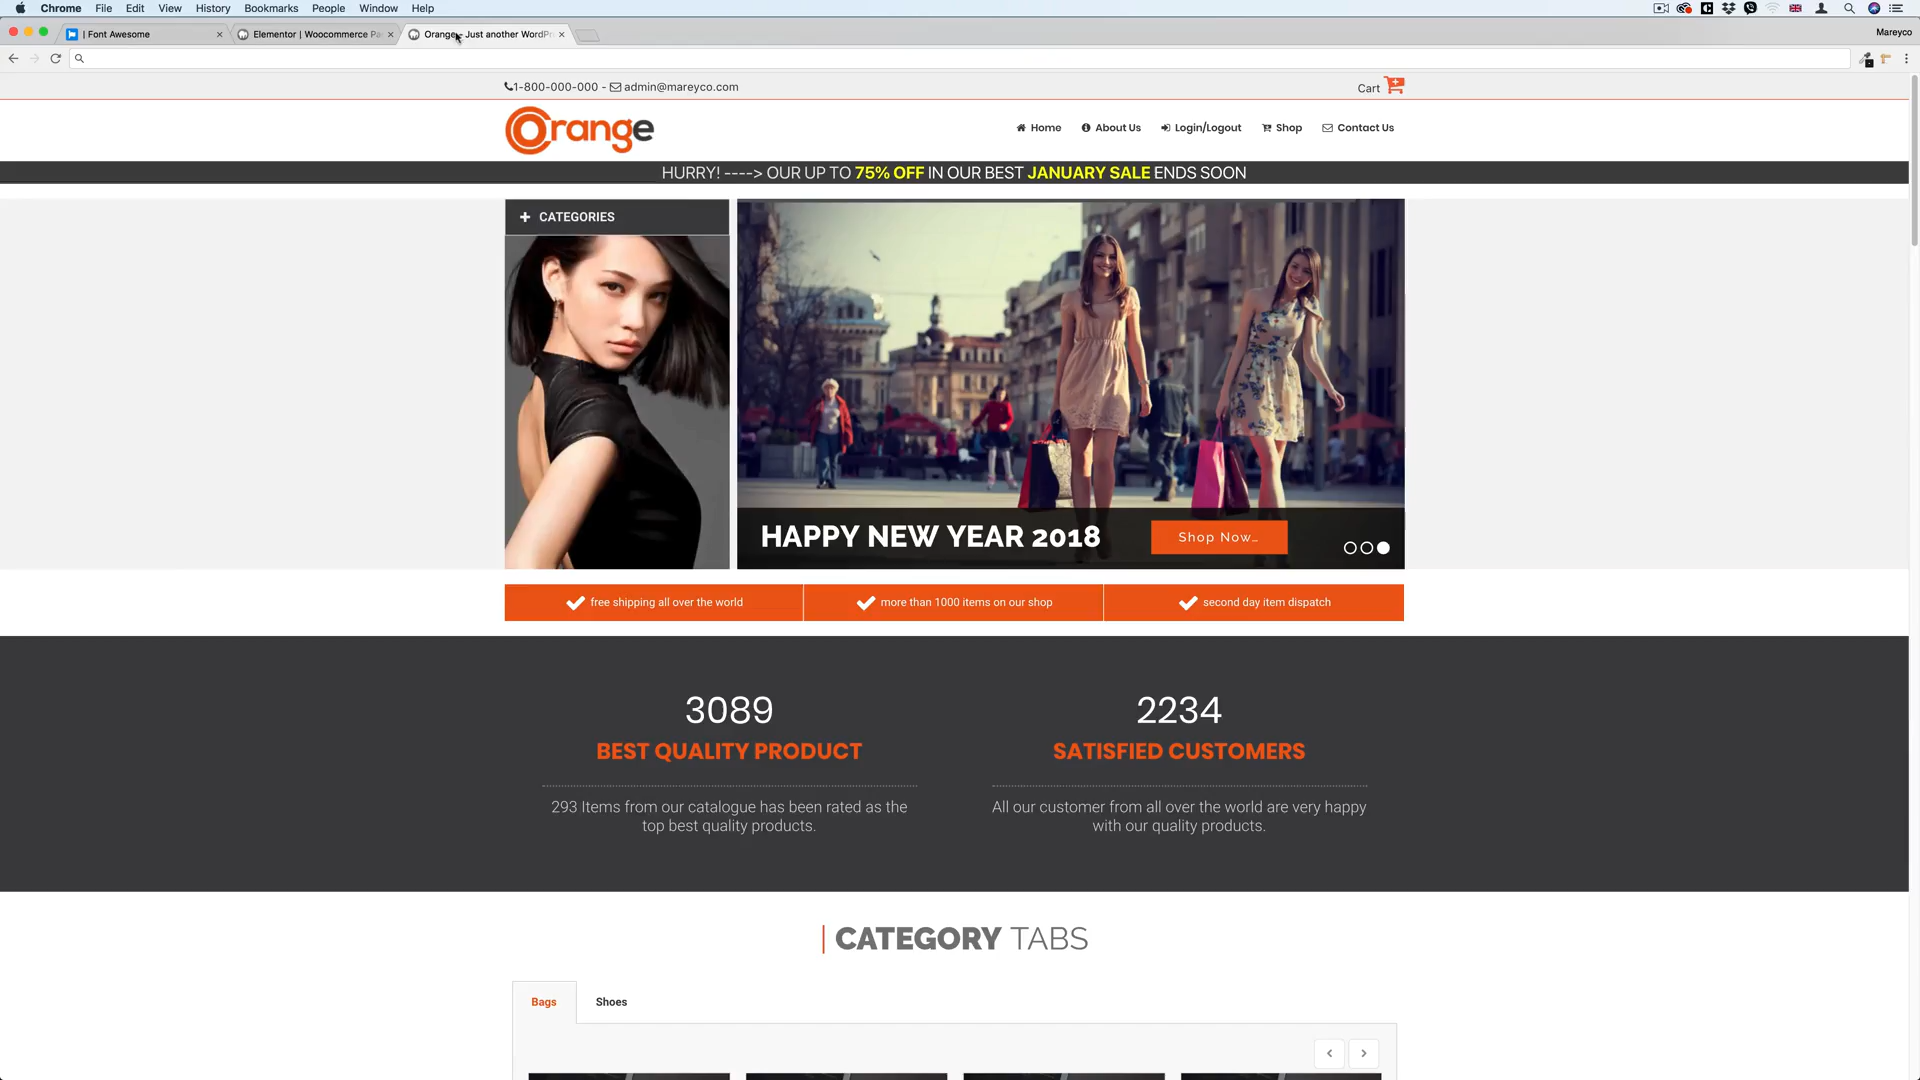 Chrome File Edit View History Bookmarks People Window Help
| Font Awesome
Elementor | Woocommerce Pa
Orange – Just another WordPr
Mareyco
1-800-000-000 - admin@mareyco.com
Cart
Orange
Home About Us Login/Logout Shop Contact Us
HURRY! ----> OUR UP TO 75% OFF IN OUR BEST JANUARY SALE ENDS SOON
CATEGORIES
HAPPY NEW YEAR 2018
Shop Now…
free shipping all over the world
more than 1000 items on our shop
second day item dispatch
3089
BEST QUALITY PRODUCT
293 Items from our catalogue has been rated as the
top best quality products.
2234
SATISFIED CUSTOMERS
All our customer from all over the world are very happy
with our quality products.
CATEGORY TABS
Bags Shoes